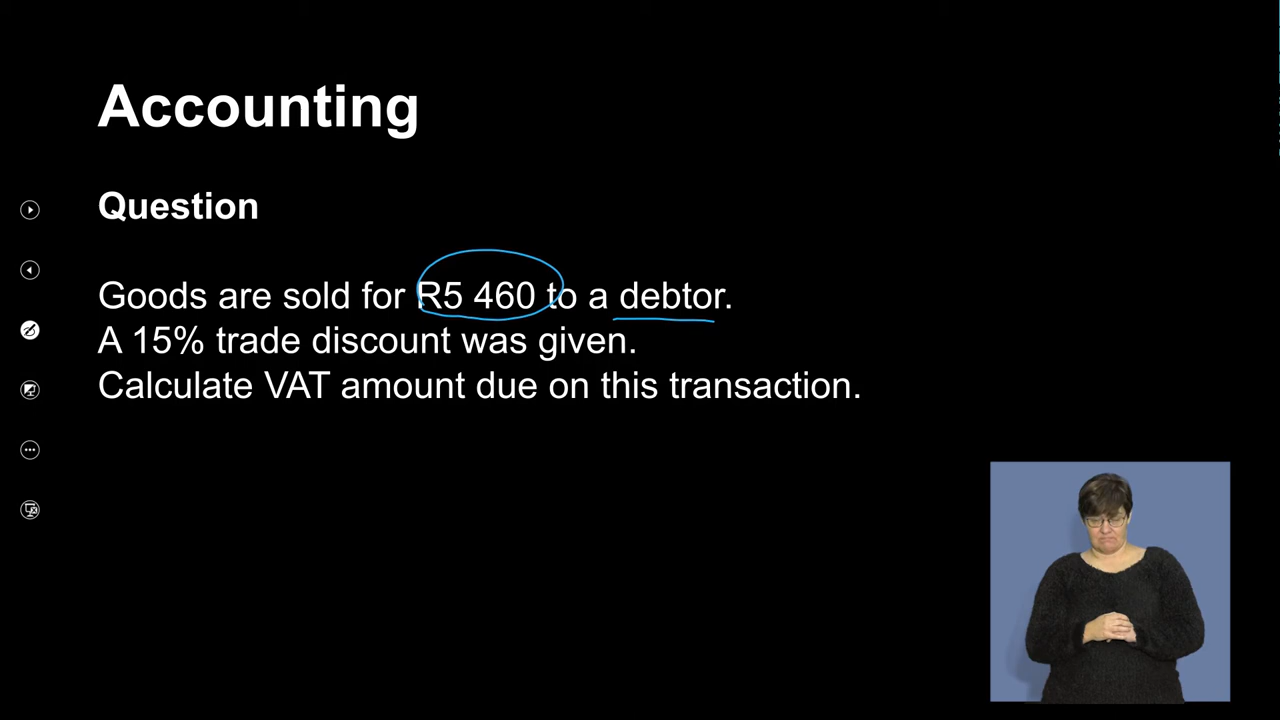 Accounting
Question
Goods are sold for R5 460 to a debtor.
A 15% trade discount was given.
Calculate VAT amount due on this transaction.